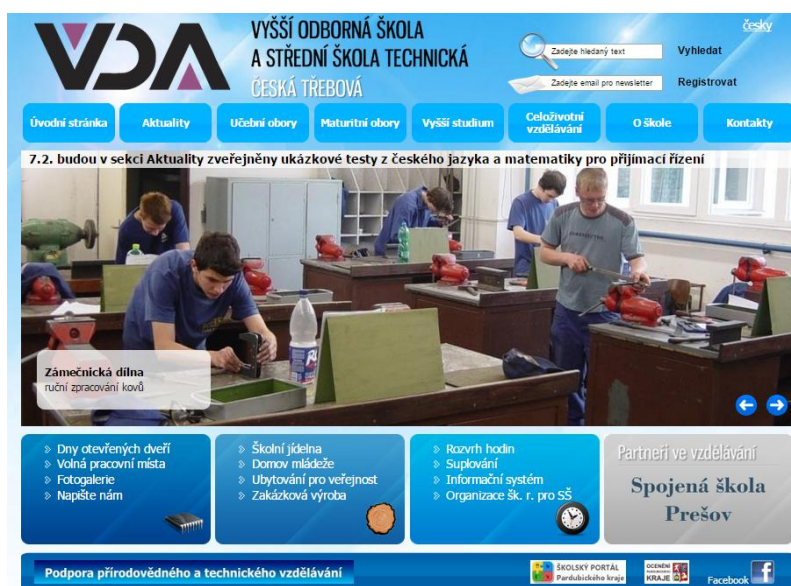 VDA
VYŠŠÍ ODBORNÁ ŠKOLA
A STŘEDNÍ ŠKOLA TECHNICKÁ
ČESKÁ TŘEBOVÁ
česky
Zadejte hledaný text
Vyhledat
Zadejte email pro newsletter
Registrovat
Úvodní stránka
Aktuality
Učební obory
Maturitní obory
Vyšší studium
Celoživotní
vzdělávání
O škole
Kontakty
7.2. budou v sekci Aktuality zveřejněny ukázkové testy z českého jazyka a matematiky pro přijímací řízení
Zámečnická dílna
ruční zpracování kovů
» Dny otevřených dveří
» Volná pracovní místa
» Fotogalerie
» Napište nám
» Školní jídelna
» Domov mládeže
» Ubytování pro veřejnost
» Zakázková výroba
» Rozvrh hodin
» Suplování
» Informační systém
» Organizace šk. r. pro SŠ
Partneři ve vzdělávání
Spojená škola
Prešov
Podpora přírodovědného a technického vzdělávání
ŠKOLSKÝ PORTÁL
Pardubického kraje
OCENĚNÍ
KRAJE
Facebook